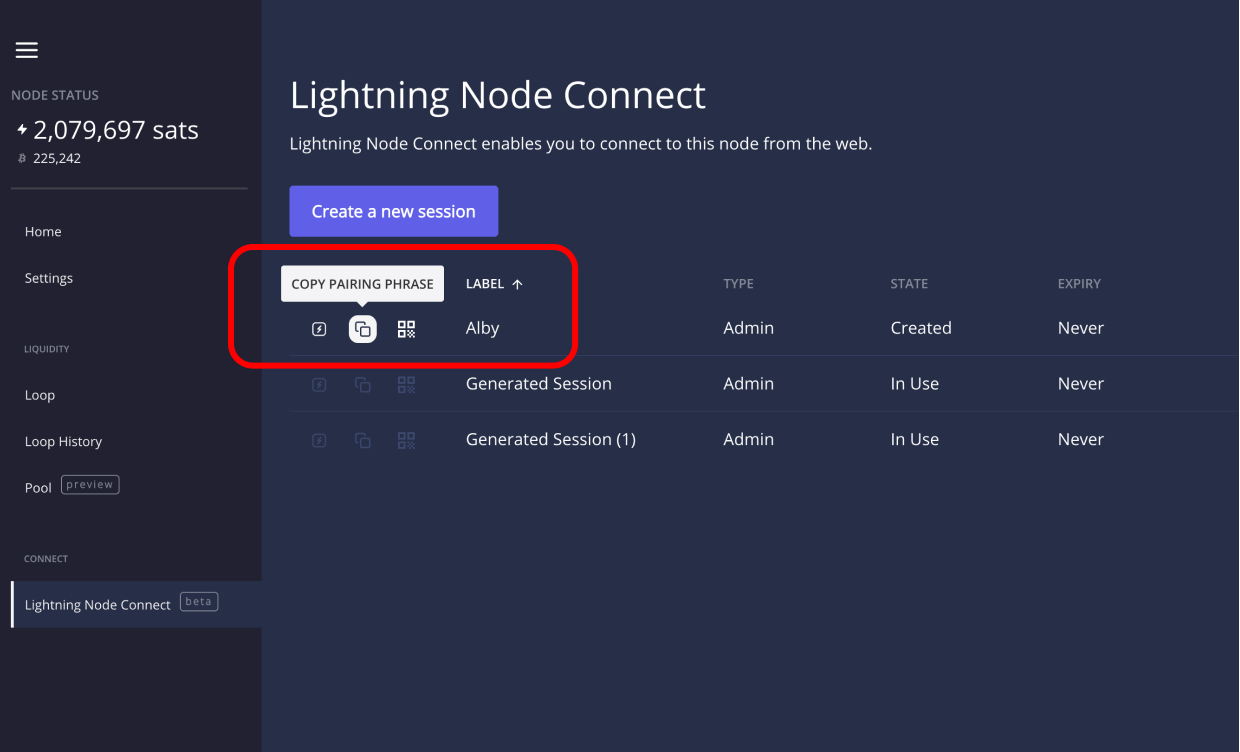 NODE STATUS
2,079,697 sats
225,242
Home
Settings
LIQUIDITY
Loop
Loop History
Pool preview
CONNECT
Lightning Node Connect beta
Lightning Node Connect
Lightning Node Connect enables you to connect to this node from the web.
Create a new session
COPY PAIRING PHRASE LABEL ↑ TYPE STATE EXPIRY
Alby Admin Created Never
Generated Session Admin In Use Never
Generated Session (1) Admin In Use Never